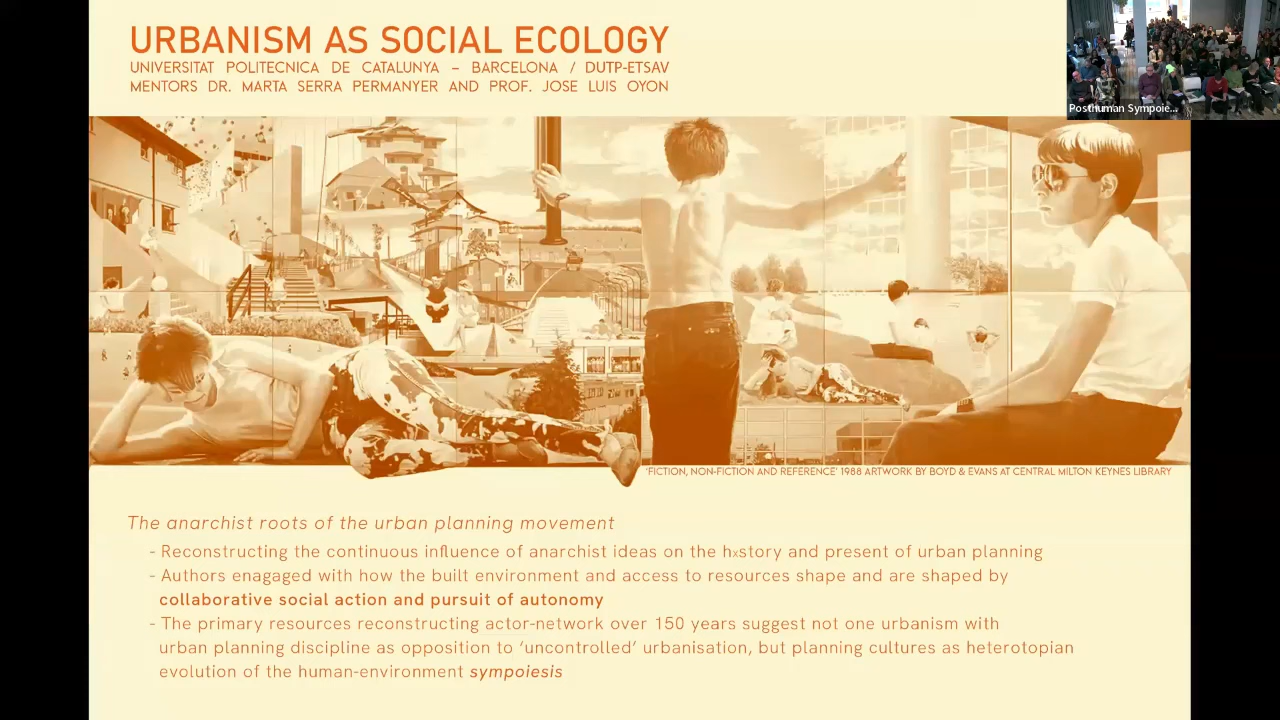 URBANISM AS SOCIAL ECOLOGY
UNIVERSITAT POLITECNICA DE CATALUNYA – BARCELONA / DUTP-ETSAV
MENTORS DR. MARTA SERRA PERMANYER AND PROF. JOSE LUIS OYON
Posthuman Sympoie...
'FICTION, NON-FICTION AND REFERENCE' 1988 ARTWORK BY BOYD & EVANS AT CENTRAL MILTON KEYNES LIBRARY
The anarchist roots of the urban planning movement
- Reconstructing the continuous influence of anarchist ideas on the hxstory and present of urban planning
- Authors enagaged with how the built environment and access to resources shape and are shaped by
collaborative social action and pursuit of autonomy
- The primary resources reconstructing actor-network over 150 years suggest not one urbanism with
urban planning discipline as opposition to ‘uncontrolled’ urbanisation, but planning cultures as heterotopian
evolution of the human-environment sympoiesis